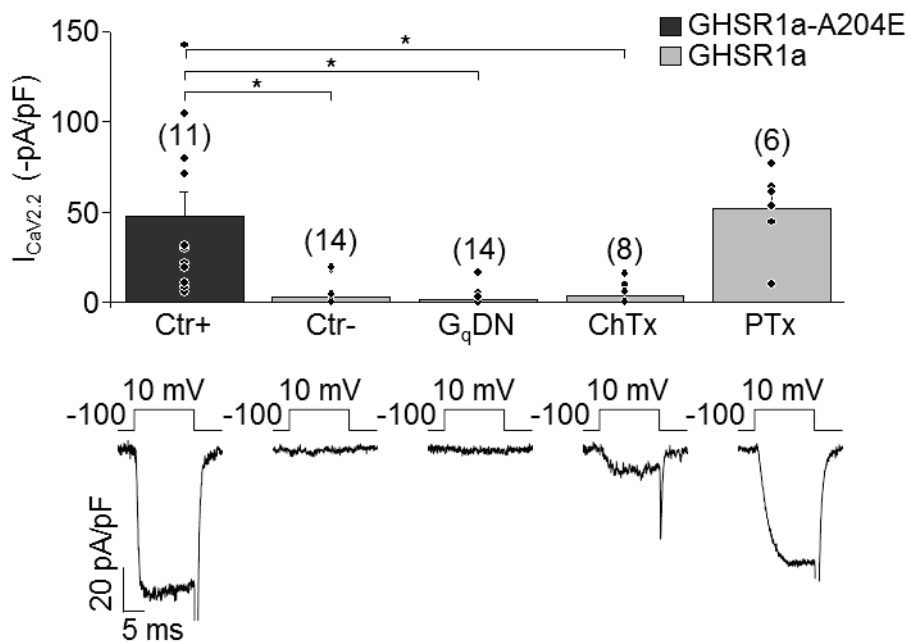 150
100
50
0
I_CaV2.2 (-pA/pF)
GHSR1a-A204E
GHSR1a
*
*
*
(11)
(14)
(14)
(8)
(6)
Ctr+ Ctr- GqDN ChTx PTx
10 mV 10 mV 10 mV 10 mV 10 mV
-100 -100 -100 -100 -100
20 pA/pF
5 ms